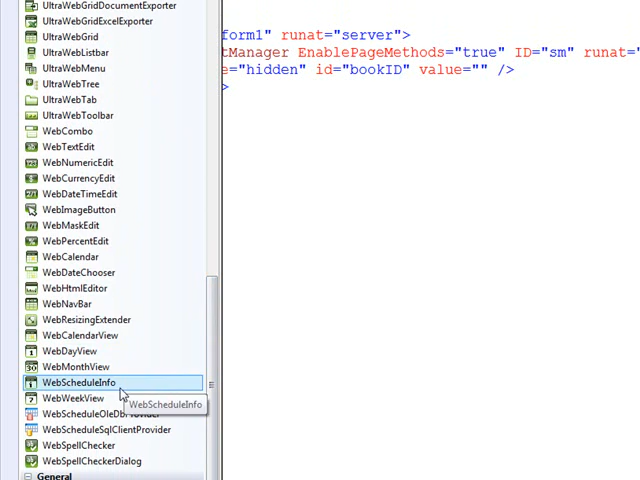 UltraWebGridDocumentExporter
UltraWebGridExcelExporter
UltraWebGrid
UltraWebListbar
UltraWebMenu
UltraWebTree
UltraWebTab
UltraWebToolbar
WebCombo
WebTextEdit
WebNumericEdit
WebCurrencyEdit
WebDateTimeEdit
WebImageButton
WebMaskEdit
WebPercentEdit
WebCalendar
WebDateChooser
WebHtmlEditor
WebNavBar
WebResizingExtender
WebCalendarView
WebDayView
WebMonthView
WebScheduleInfo
WebWeekView
WebScheduleInfo
WebScheduleOleDbProvider
WebScheduleSqlClientProvider
WebSpellChecker
WebSpellCheckerDialog
General
form1" runat="server">
tManager EnablePageMethods="true" ID="sm" runat="
e="hidden" id="bookID" value="" />
>